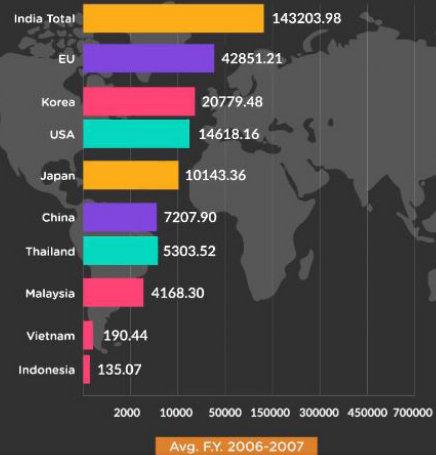 India Total 143203.98
EU 42851.21
Korea 20779.48
USA 14618.16
Japan 10143.36
China 7207.90
Thailand 5303.52
Malaysia 4168.30
Vietnam 190.44
Indonesia 135.07
2000 10000 50000 150000 300000 450000 700000
Avg. F.Y. 2006-2007